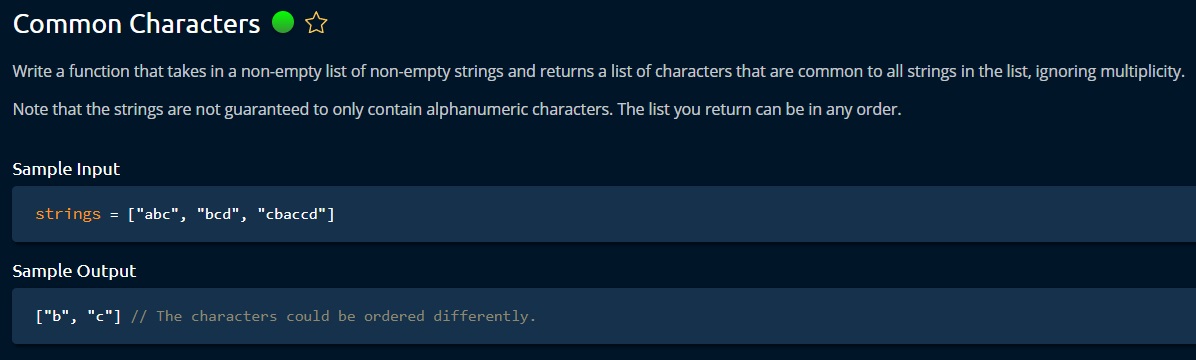 Common Characters
Write a function that takes in a non-empty list of non-empty strings and returns a list of characters that are common to all strings in the list, ignoring multiplicity.
Note that the strings are not guaranteed to only contain alphanumeric characters. The list you return can be in any order.
Sample Input
strings = ["abc", "bcd", "cbaccd"]
Sample Output
["b", "c"] // The characters could be ordered differently.